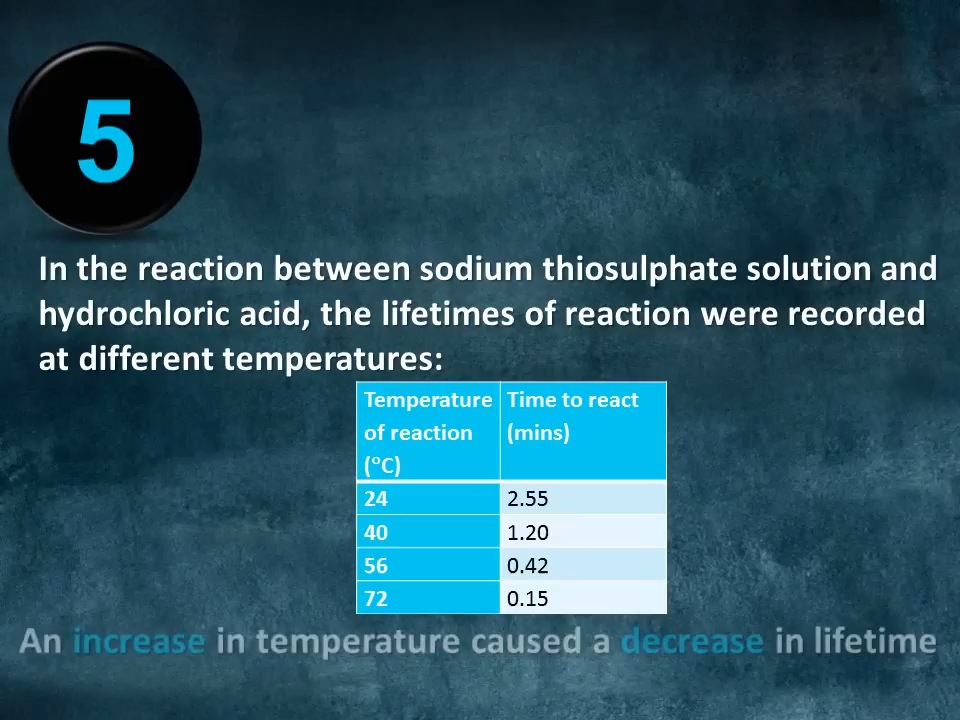 5
In the reaction between sodium thiosulphate solution and
hydrochloric acid, the lifetimes of reaction were recorded
at different temperatures:
Temperature Time to react
of reaction (mins)
(°C)
24 2.55
40 1.20
56 0.42
72 0.15
An increase in temperature caused a decrease in lifetime